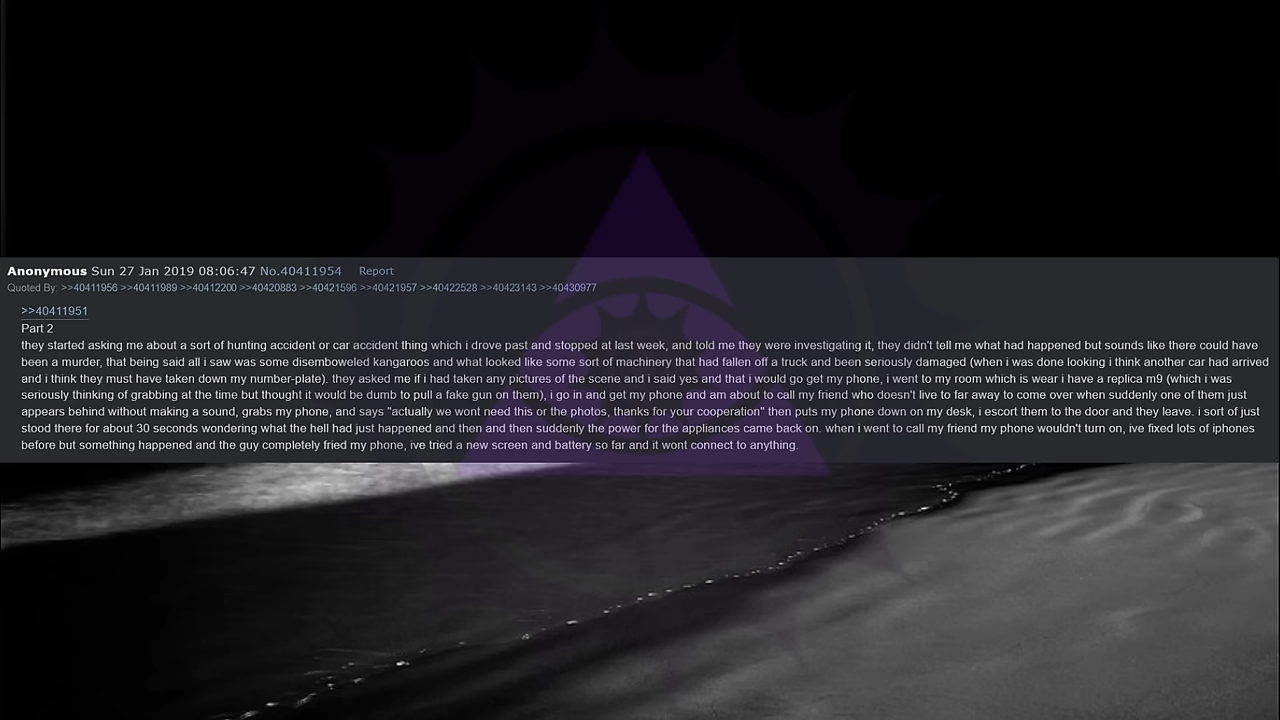 Anonymous Sun 27 Jan 2019 08:06:47 No.40411954 Report
Quoted By: >>40411956 >>40411989 >>40412200 >>40420883 >>40421596 >>40421957 >>40422528 >>40423143 >>40430977
>>40411951
Part 2
they started asking me about a sort of hunting accident or car accident thing which i drove past and stopped at last week, and told me they were investigating it, they didn't tell me what had happened but sounds like there could have
been a murder, that being said all i saw was some disemboweled kangaroos and what looked like some sort of machinery that had fallen off a truck and been seriously damaged (when i was done looking i think another car had arrived
and i think they must have taken down my number-plate). they asked me if i had taken any pictures of the scene and i said yes and that i would go get my phone, i went to my room which is wear i have a replica m9 (which i was
seriously thinking of grabbing at the time but thought it would be dumb to pull a fake gun on them), i go in and get my phone and am about to call my friend who doesn't live to far away to come over when suddenly one of them just
appears behind without making a sound, grabs my phone, and says "actually we wont need this or the photos, thanks for your cooperation" then puts my phone down on my desk, i escort them to the door and they leave. i sort of just
stood there for about 30 seconds wondering what the hell had just happened and then and then suddenly the power for the appliances came back on. when i went to call my friend my phone wouldn't turn on, ive fixed lots of iphones
before but something happened and the guy completely fried my phone, ive tried a new screen and battery so far and it wont connect to anything.